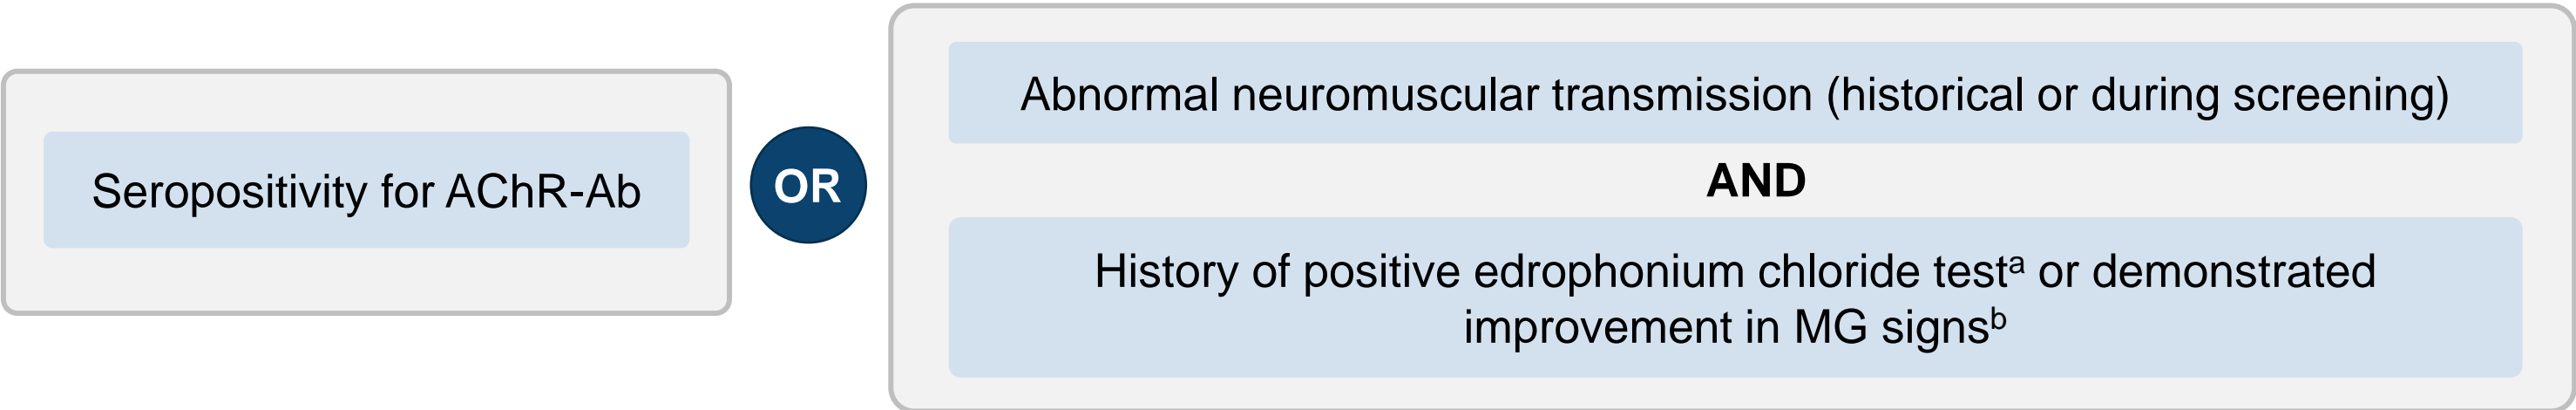 Seropositivity for AChR-Ab
OR
Abnormal neuromuscular transmission (historical or during screening)
AND
History of positive edrophonium chloride testᵃ or demonstrated
improvement in MG signsᵇ